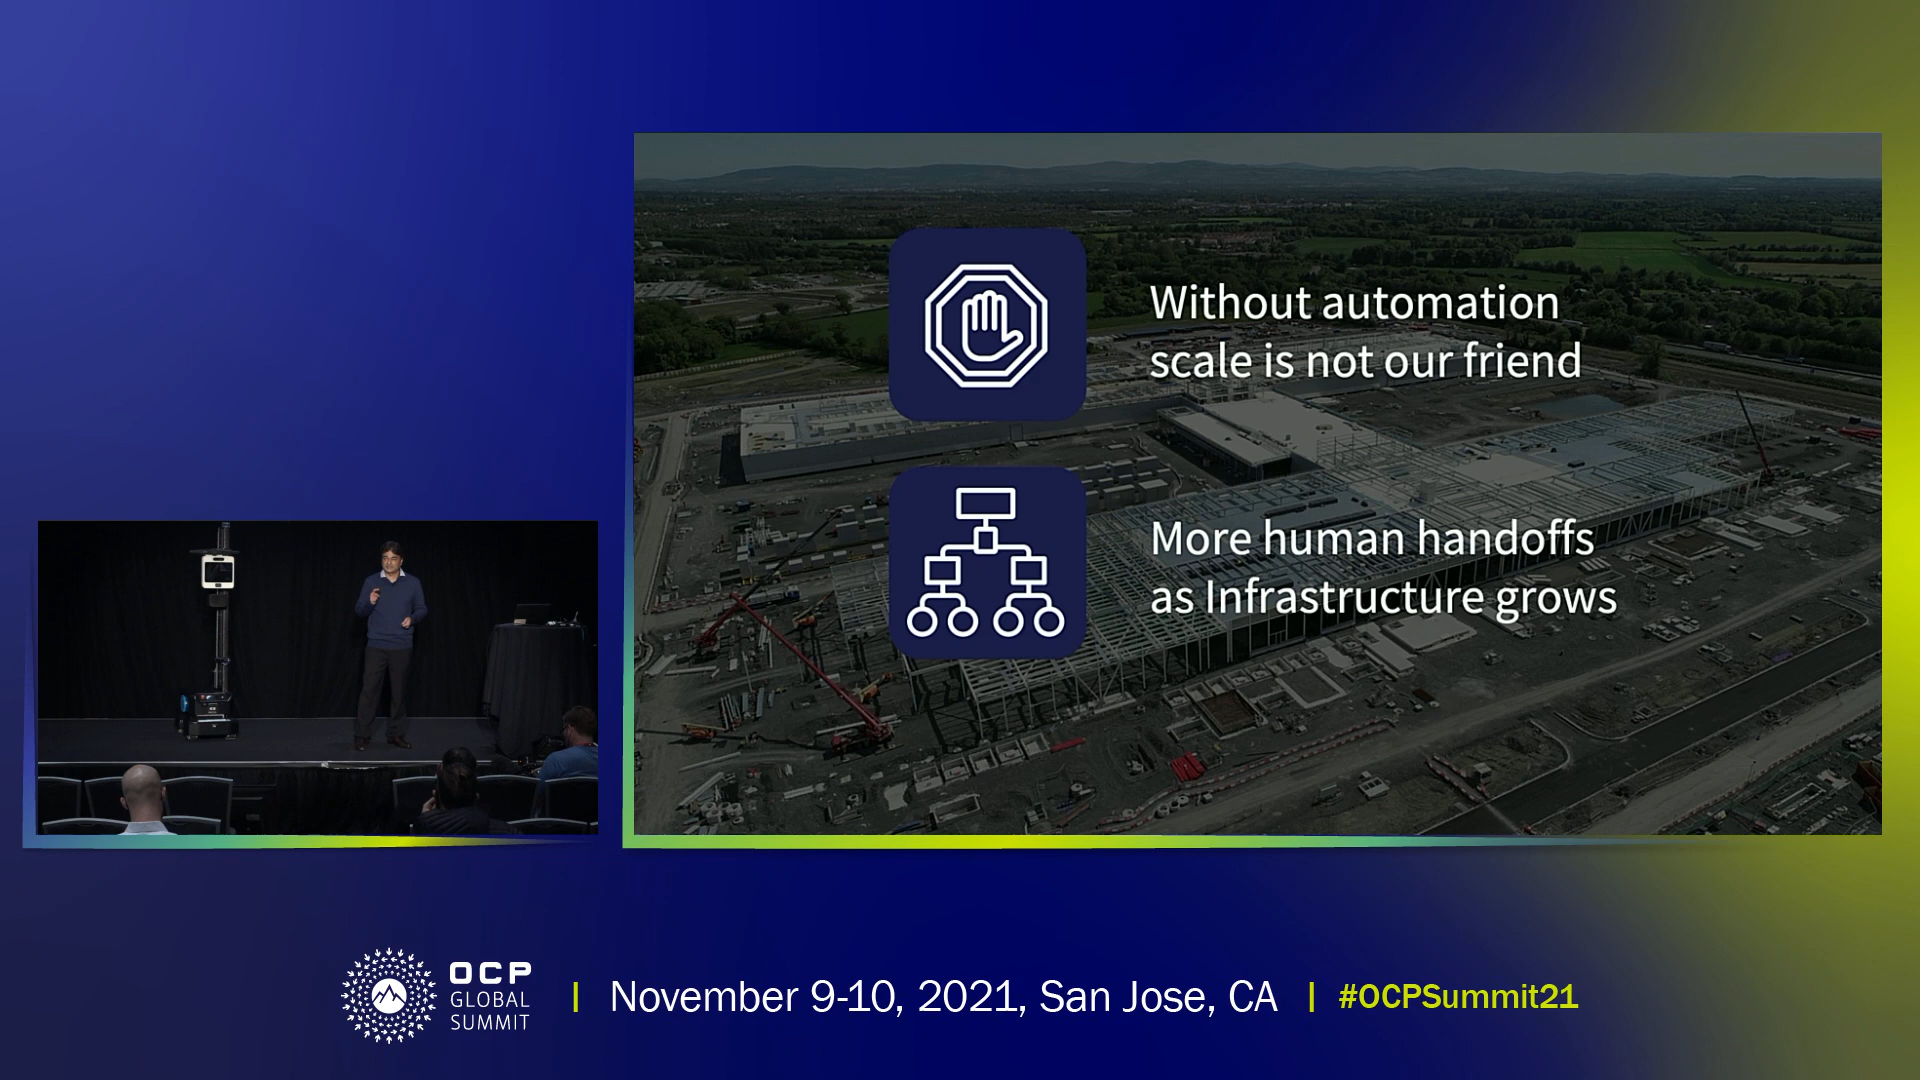 Without automation
scale is not our friend
More human handoffs
as Infrastructure grows
OCP
GLOBAL
SUMMIT
November 9-10, 2021, San Jose, CA
#OCPSummit21